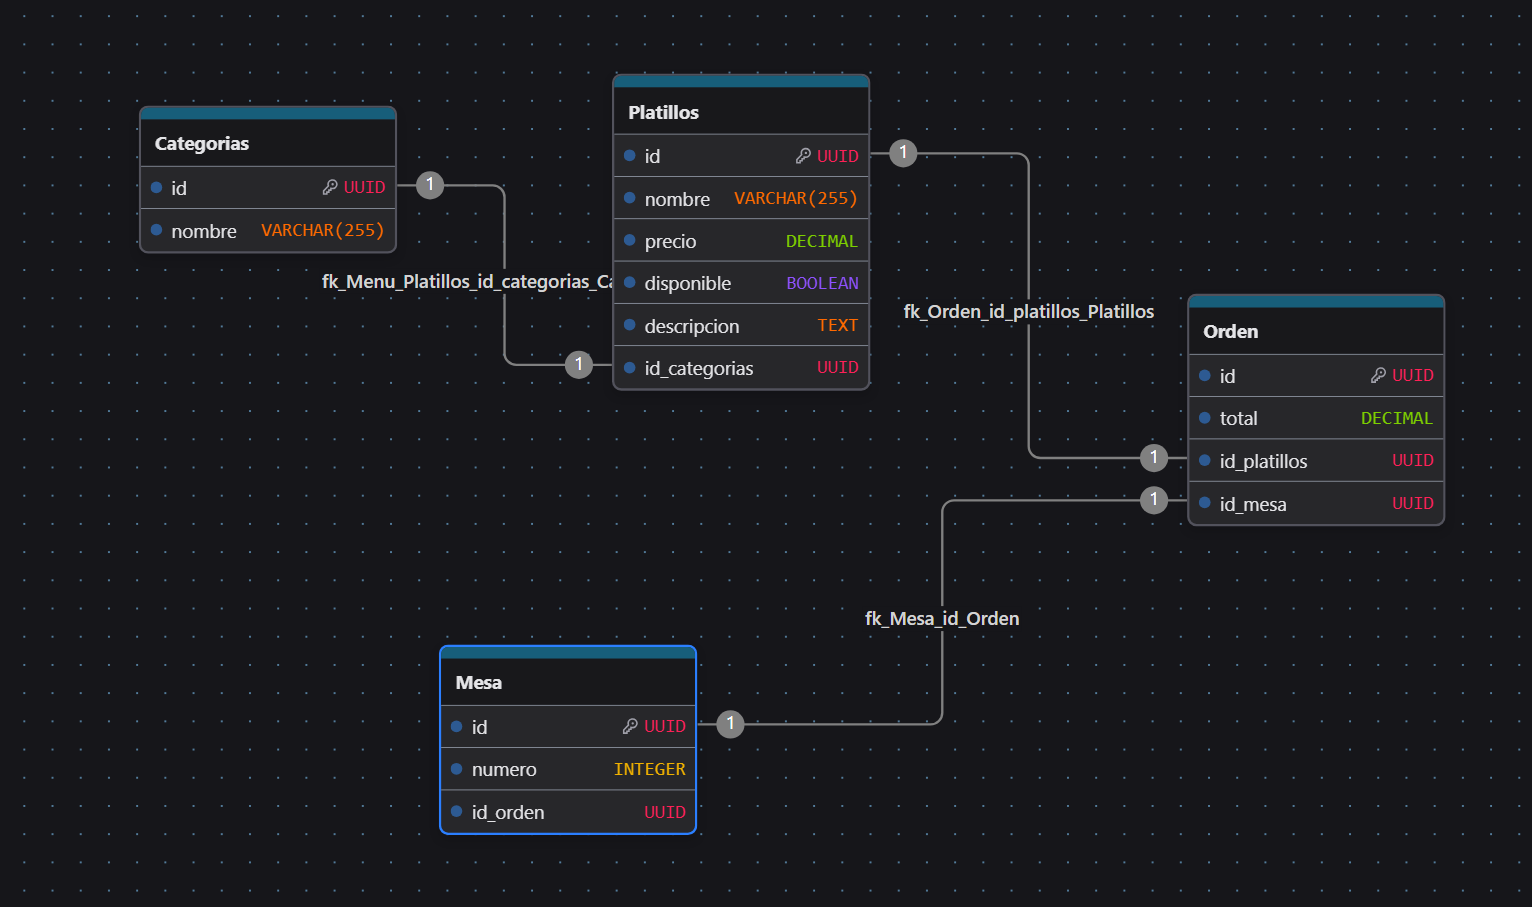 Categorias
id UUID
nombre VARCHAR(255)
1
fk_Menu_Platillos_id_categorias_Ca
1
Platillos
id UUID
nombre VARCHAR(255)
precio DECIMAL
disponible BOOLEAN
descripcion TEXT
id_categorias UUID
1
fk_Orden_id_platillos_Platillos
1
1
Orden
id UUID
total DECIMAL
id_platillos UUID
id_mesa UUID
fk_Mesa_id_Orden
1
Mesa
id UUID
numero INTEGER
id_orden UUID